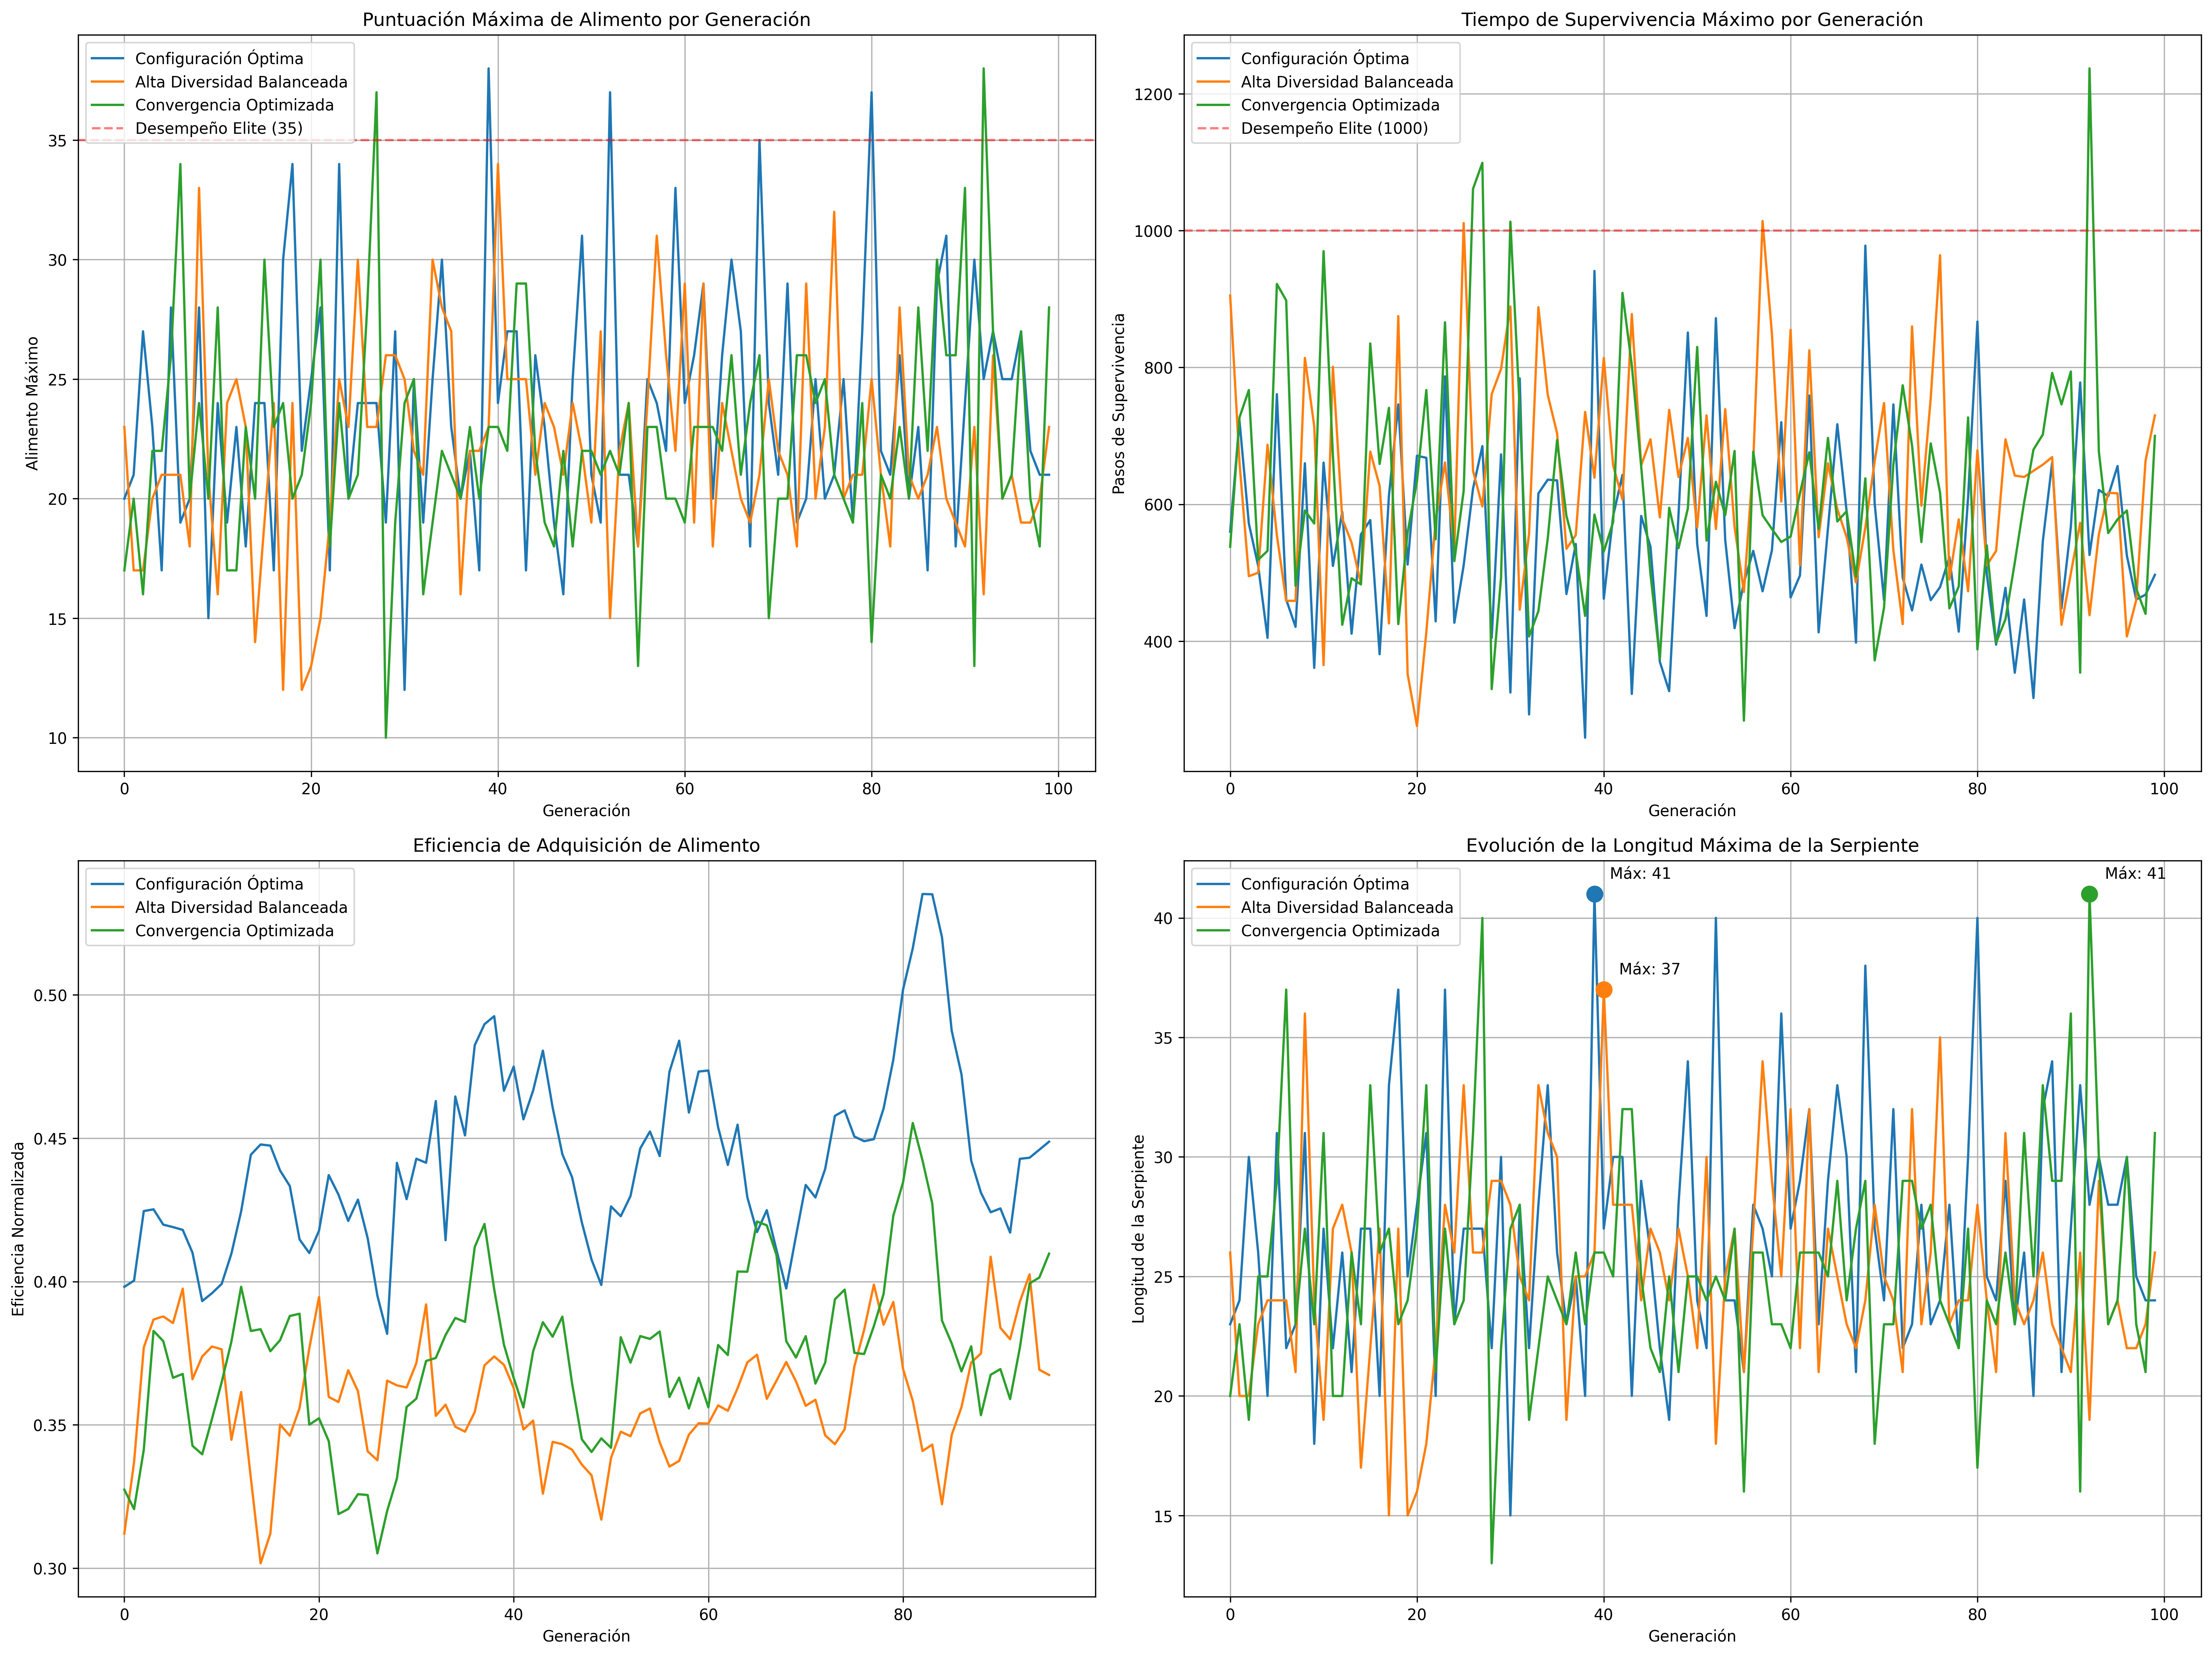 Puntuación Máxima de Alimento por Generación
Configuración Óptima
Alta Diversidad Balanceada
Convergencia Optimizada
Desempeño Elite (35)
Alimento Máximo
35
30
25
20
15
10
0 20 40 60 80 100
Generación
Tiempo de Supervivencia Máximo por Generación
Configuración Óptima
Alta Diversidad Balanceada
Convergencia Optimizada
Desempeño Elite (1000)
Pasos de Supervivencia
1200
1000
800
600
400
0 20 40 60 80 100
Generación
Eficiencia de Adquisición de Alimento
Configuración Óptima
Alta Diversidad Balanceada
Convergencia Optimizada
Eficiencia Normalizada
0.50
0.45
0.40
0.35
0.30
0 20 40 60 80
Generación
Evolución de la Longitud Máxima de la Serpiente
Configuración Óptima
Alta Diversidad Balanceada
Convergencia Optimizada
Máx: 41
Máx: 41
Máx: 37
Longitud de la Serpiente
40
35
30
25
20
15
0 20 40 60 80 100
Generación